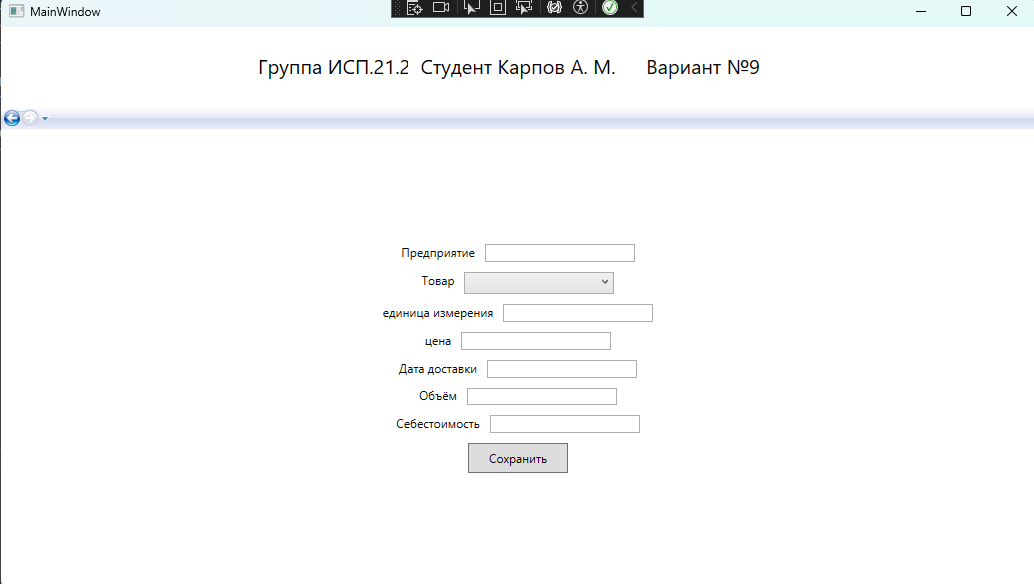 MainWindow
Группа ИСП.21.2 Студент Карпов А. М. Вариант №9
Предприятие
Товар
единица измерения
цена
Дата доставки
Объём
Себестоимость
Сохранить